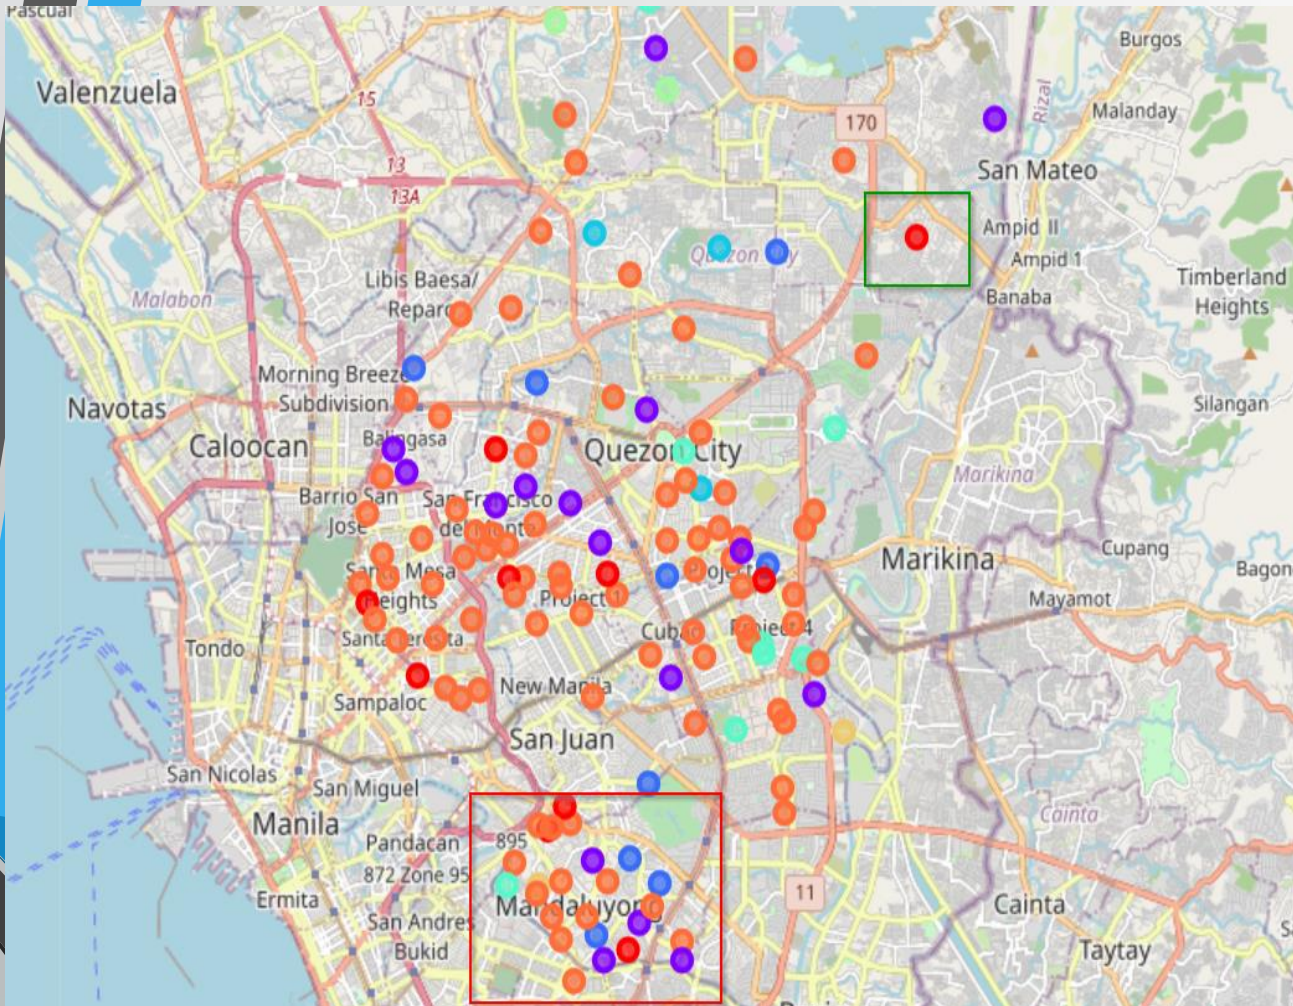 Pascual
Burgos
Valenzuela
15
Rizal
Malanday
170
13
San Mateo
13A
Ampid II
Quezon City
Ampid 1
Libis Baesa/
Reparo
Timberland
Heights
Malabon
Banaba
Morning Breeze
Subdivision
Silangan
Navotas
Balingasa
Caloocan
Quezon City
Marikina
Barrio San
Jose
San Francisco
del Monte
Marikina
Cupang
Santa Mesa
Heights
Project
Bagon
Project 1
Mayamot
Santa Teresita
Cubao
Project 4
Tondo
New Manila
Sampaloc
San Juan
San Nicolas
San Miguel
Manila
Cainta
Pandacan
895
872 Zone 95
11
Ermita
Mandaluyong
Cainta
San Andres
Bukid
Taytay